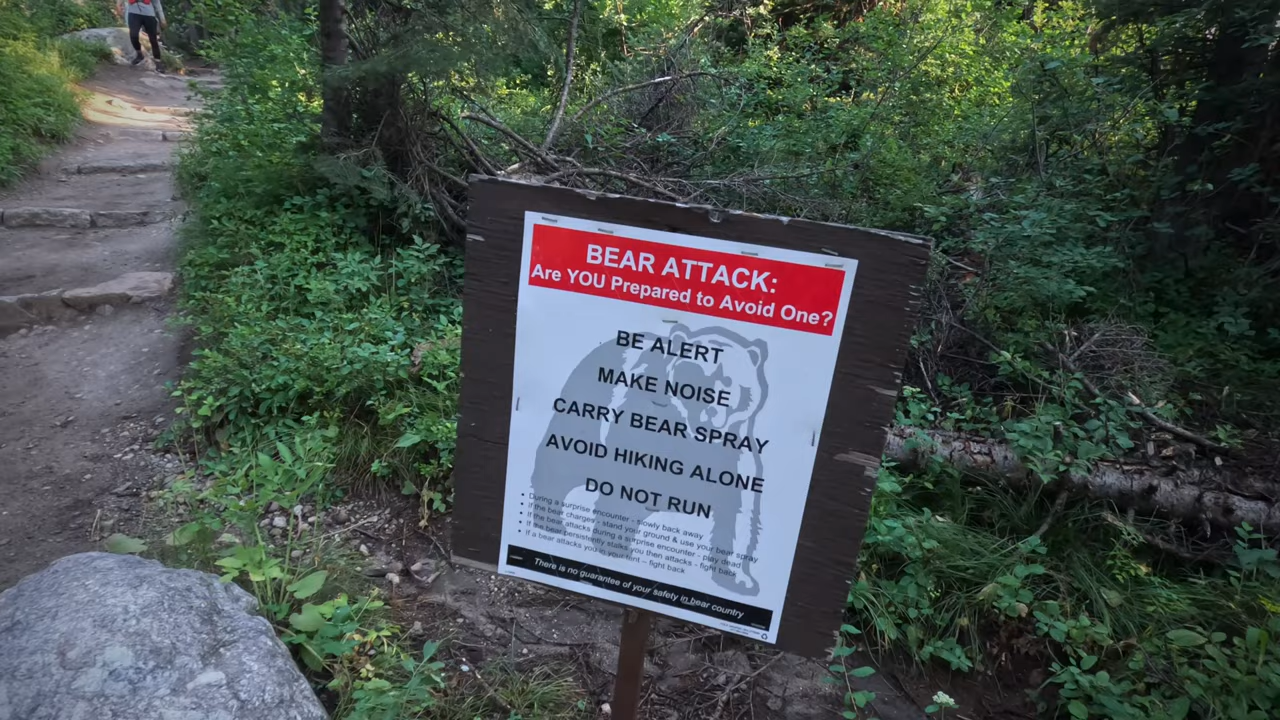 BEAR ATTACK:
Are YOU Prepared to Avoid One?
BE ALERT
MAKE NOISE
CARRY BEAR SPRAY
AVOID HIKING ALONE
DO NOT RUN
• During a surprise encounter - slowly back away
• If the bear charges - stand your ground & use your bear spray
• If the bear attacks during a surprise encounter - play dead
• If the bear persistently stalks you then attacks - fight back
• If a bear attacks you in your tent – fight back
There is no guarantee of your safety in bear country